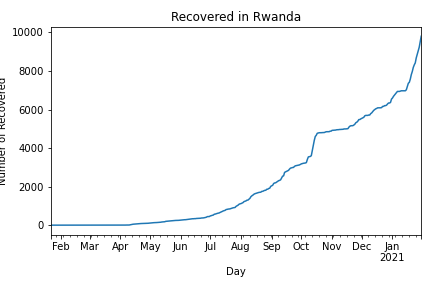 Recovered in Rwanda
Number of Recovered
10000
8000
6000
4000
2000
0
Feb Mar Apr May Jun Jul Aug Sep Oct Nov Dec Jan
2021
Day